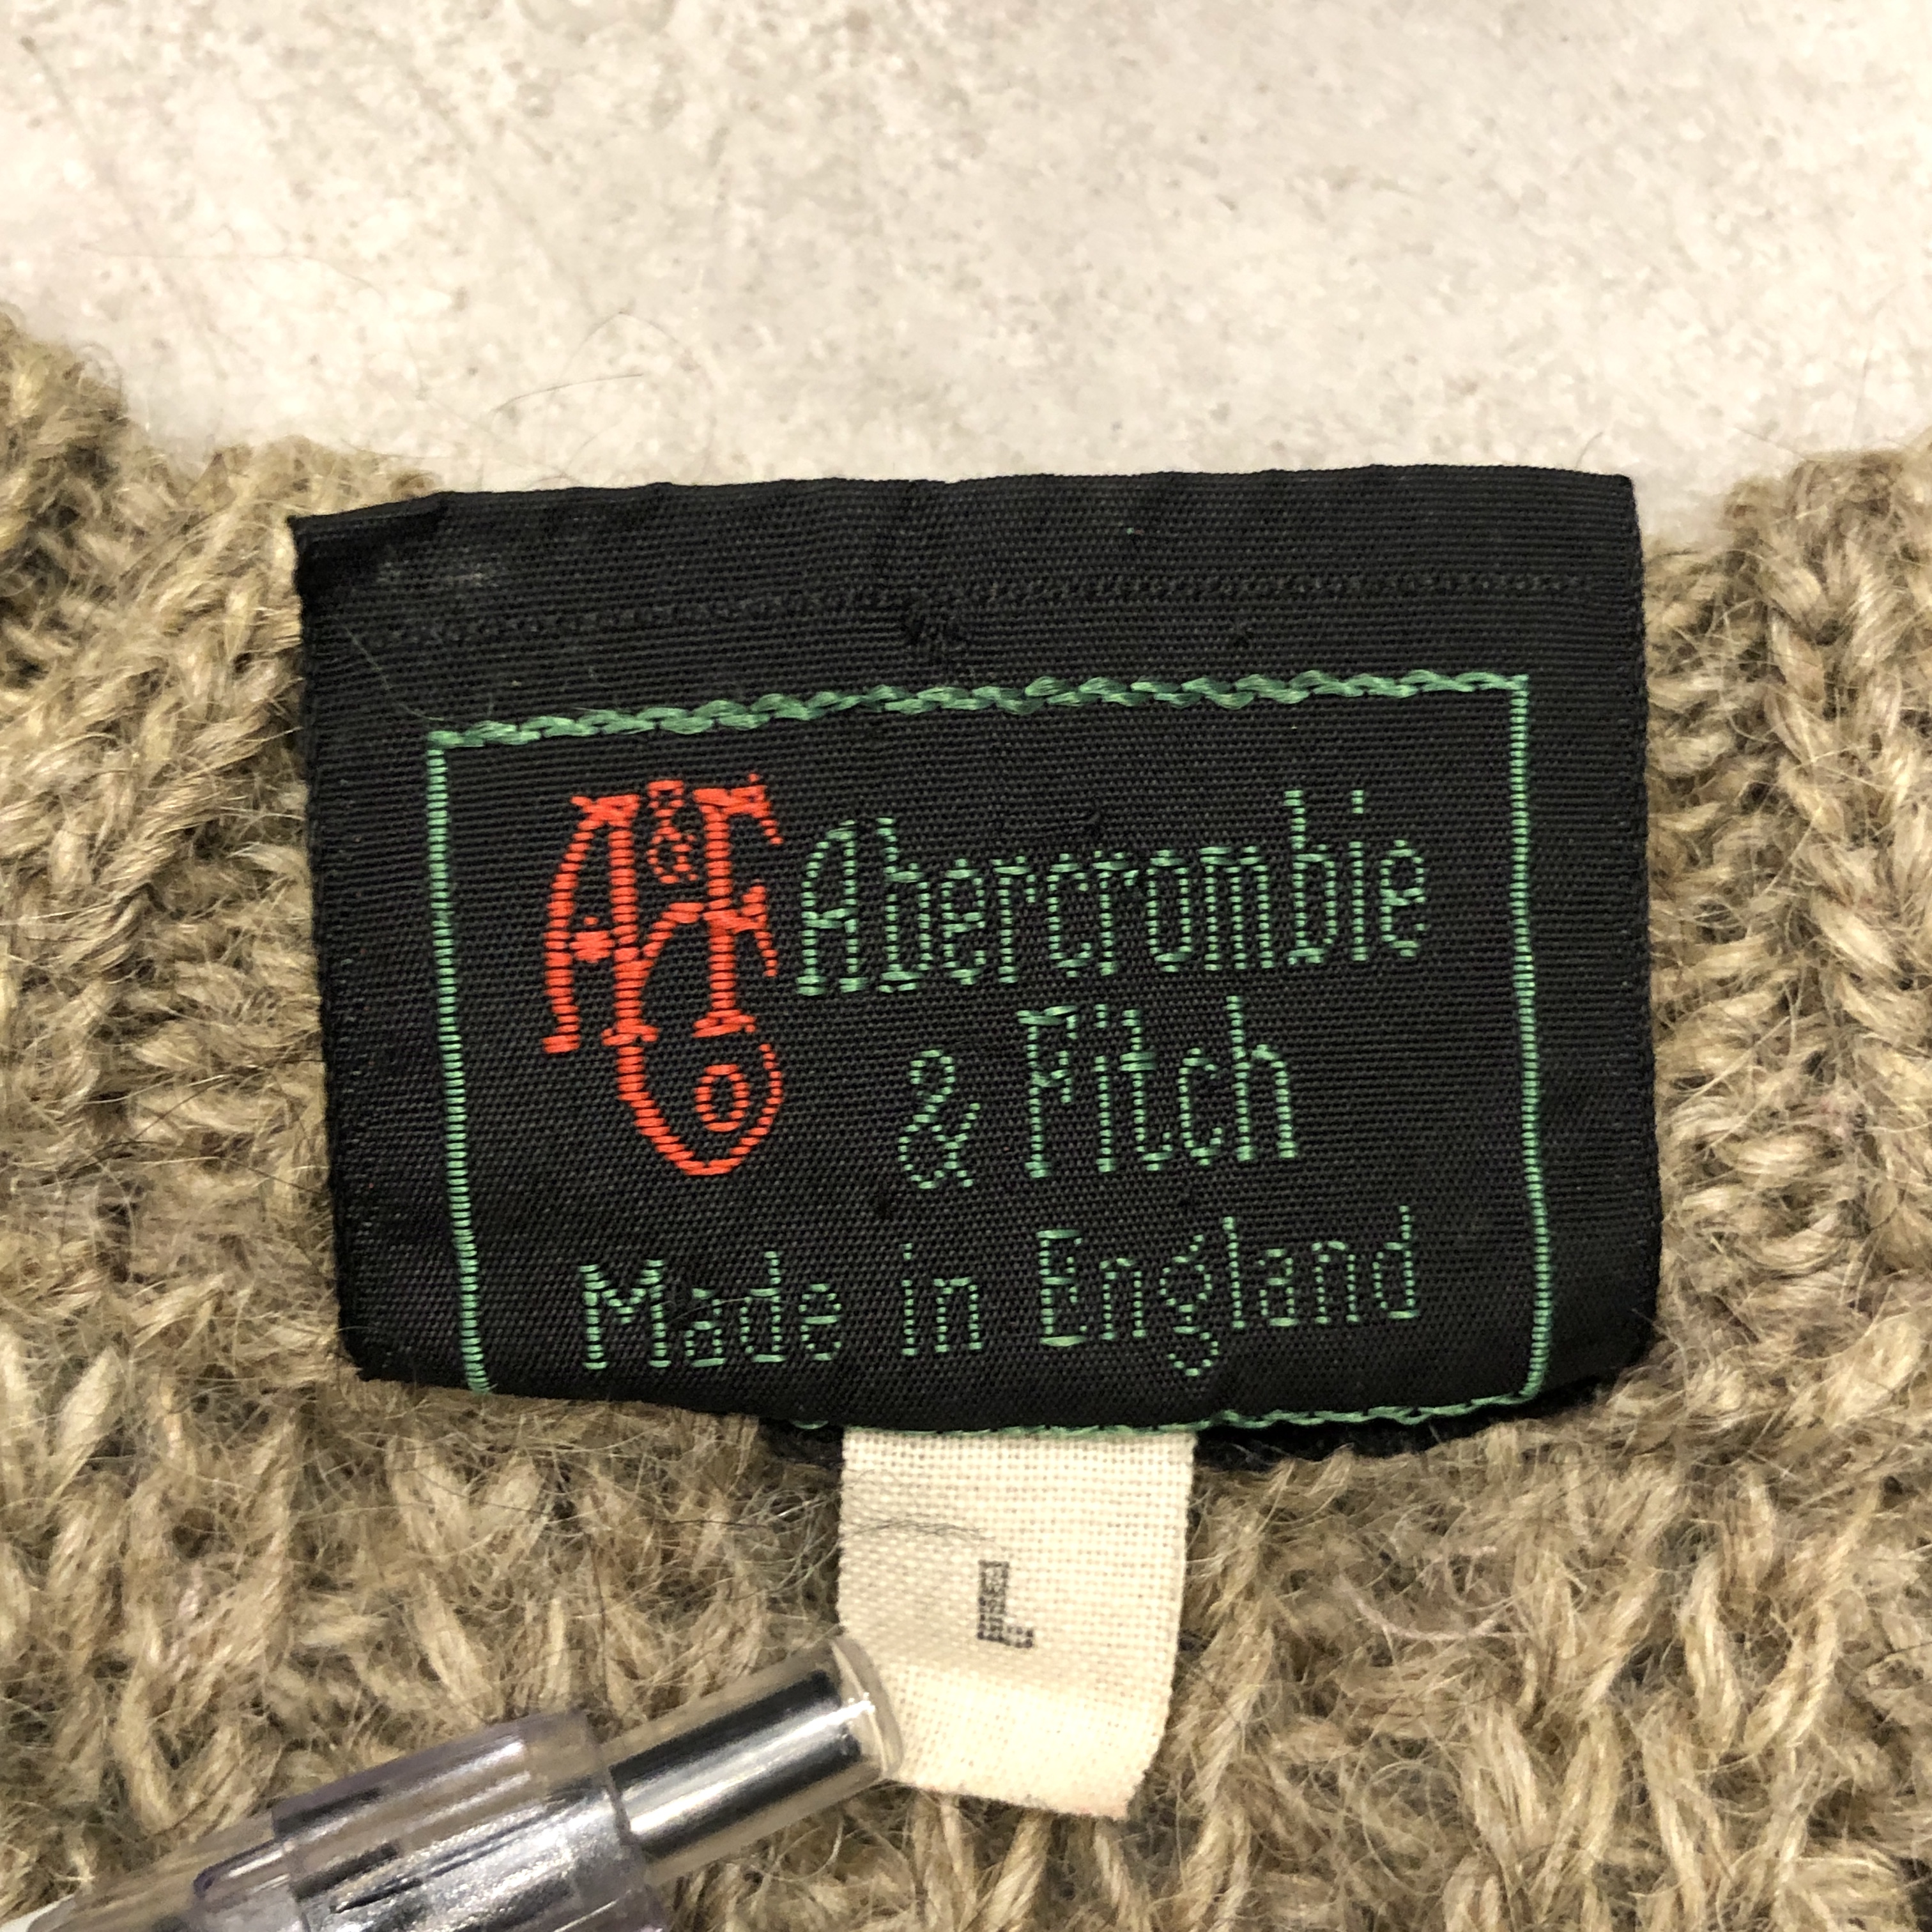 A&F
Co
Abercrombie
& Fitch
Made in England
L